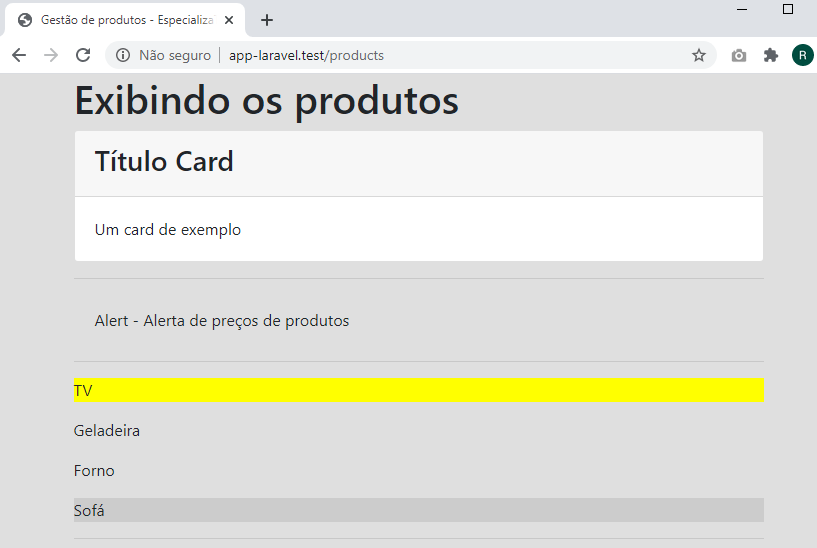 Gestão de produtos - Especializa
Não seguro
app-laravel.test/products
R
Exibindo os produtos
Título Card
Um card de exemplo
Alert - Alerta de preços de produtos
TV
Geladeira
Forno
Sofá